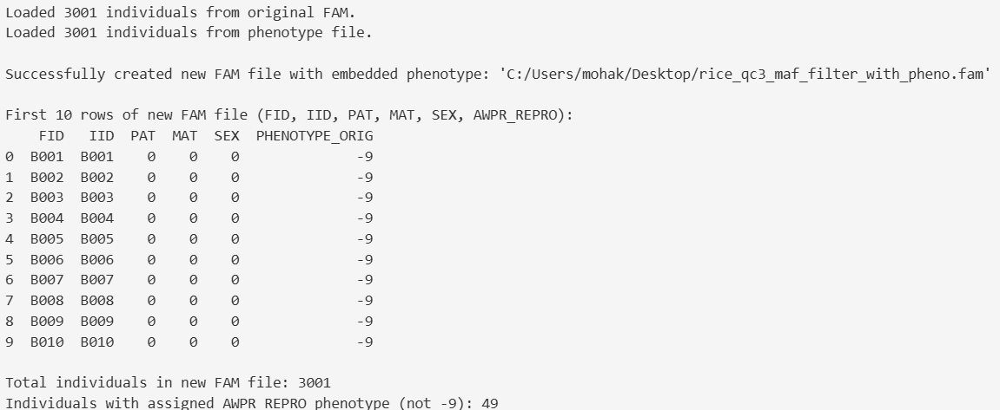 Loaded 3001 individuals from original FAM.
Loaded 3001 individuals from phenotype file.
Successfully created new FAM file with embedded phenotype: 'C:/Users/mohak/Desktop/rice_qc3_maf_filter_with_pheno.fam'
First 10 rows of new FAM file (FID, IID, PAT, MAT, SEX, AWPR_REPRO):
FID IID PAT MAT SEX PHENOTYPE_ORIG
0 B001 B001 0 0 0 -9
1 B002 B002 0 0 0 -9
2 B003 B003 0 0 0 -9
3 B004 B004 0 0 0 -9
4 B005 B005 0 0 0 -9
5 B006 B006 0 0 0 -9
6 B007 B007 0 0 0 -9
7 B008 B008 0 0 0 -9
8 B009 B009 0 0 0 -9
9 B010 B010 0 0 0 -9
Total individuals in new FAM file: 3001
Individuals with assigned AWPR_REPRO phenotype (not -9): 49